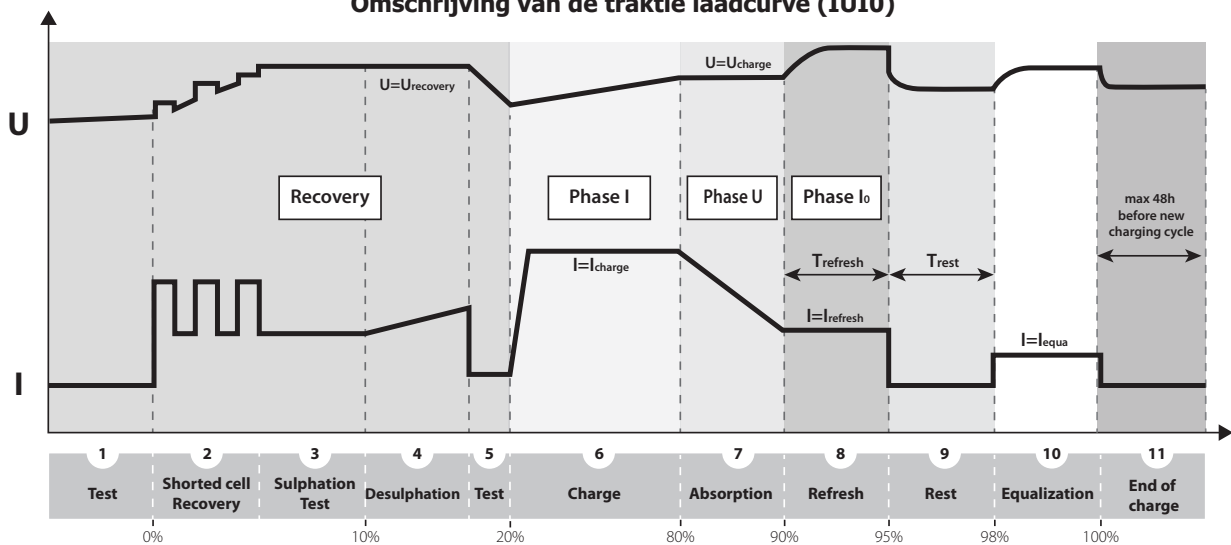 Omschrijving van de traktie laadcurve (IUI0)
U
U=Urecovery
U=Ucharge
Recovery
Phase I
Phase U
Phase I0
max 48h
before new
charging cycle
Trefresh
Trest
I=Icharge
I=Irefresh
I=Iequa
I
1
2
3
4
5
6
7
8
9
10
11
Test
Shorted cell
Recovery
Sulphation
Test
Desulphation
Test
Charge
Absorption
Refresh
Rest
Equalization
End of
charge
0%
10%
20%
80%
90%
95%
98%
100%